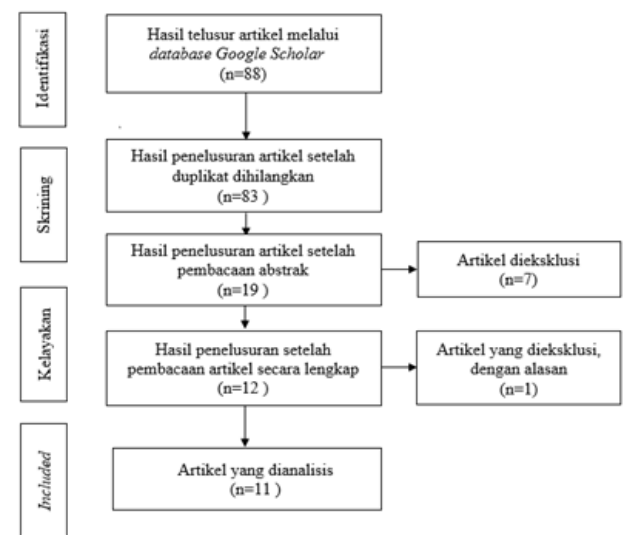 Identifikasi
Hasil telusur artikel melalui
database Google Scholar
(n=88)
Skrining
Hasil penelusuran artikel setelah
duplikat dihilangkan
(n=83 )
Hasil penelusuran artikel setelah
pembacaan abstrak
(n=19 )
Artikel dieksklusi
(n=7)
Kelayakan
Hasil penelusuran setelah
pembacaan artikel secara lengkap
(n=12 )
Artikel yang dieksklusi,
dengan alasan
(n=1)
Included
Artikel yang dianalisis
(n=11 )